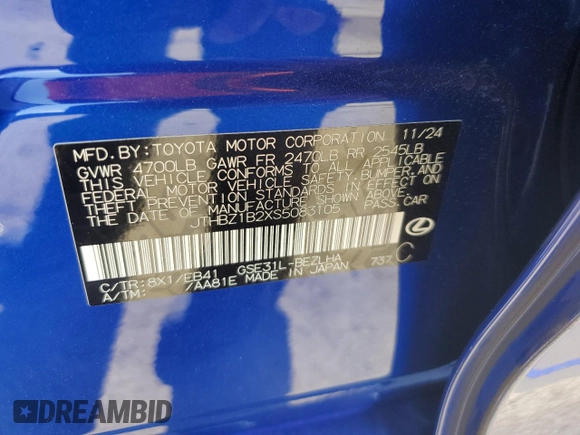 MFD. BY: TOYOTA MOTOR CORPORATION 11/24
GVWR 4700LB GAWR FR 2470LB RR 2545LB
THIS VEHICLE CONFORMS TO ALL APPLICABLE
FEDERAL MOTOR VEHICLE SAFETY, BUMPER, AND
THEFT PREVENTION STANDARDS IN EFFECT ON THE
DATE OF MANUFACTURE SHOWN ABOVE.
JTHBZ1B2XS5083T05 PASS. CAR
C/TR: 8X1/EB41 GSE31L-BEZLHA 737 C
A/TM: /AA81E MADE IN JAPAN
DREAMBID